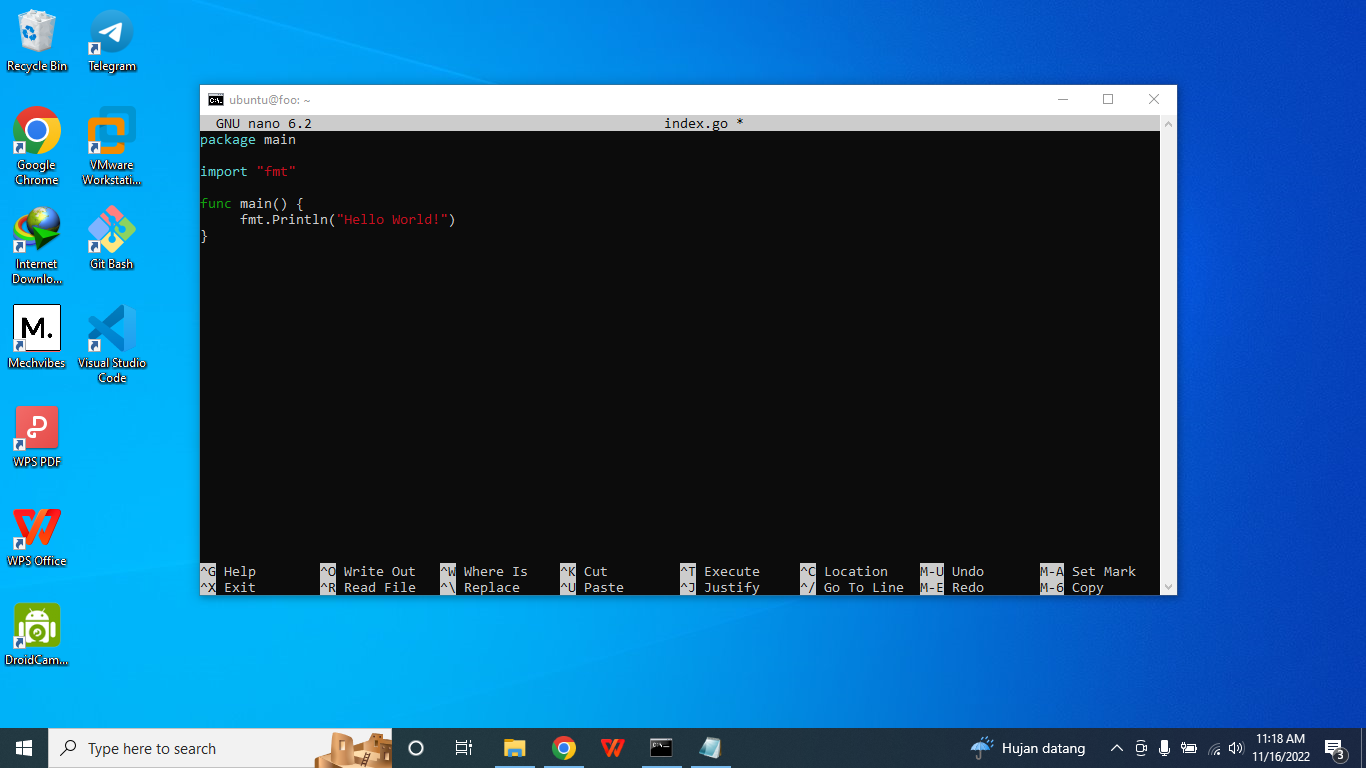 Recycle Bin
Telegram
Google Chrome
VMware Workstati...
Internet Downlo...
Git Bash
M.
Mechvibes
Visual Studio Code
WPS PDF
WPS Office
DroidCam...
C:\.
ubuntu@foo: ~
GNU nano 6.2 index.go *
package main
import "fmt"
func main() {
fmt.Println("Hello World!")
}
^G Help ^O Write Out ^W Where Is ^K Cut ^T Execute ^C Location M-U Undo M-A Set Mark
^X Exit ^R Read File ^\ Replace ^U Paste ^J Justify ^/ Go To Line M-E Redo M-6 Copy
Type here to search
Hujan datang
11:18 AM
11/16/2022
3